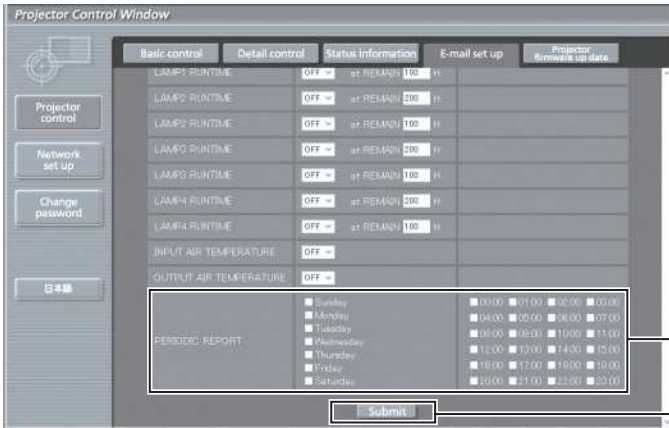 Projector Control Window
Basic control Detail control Status information E-mail set up Projector firmware up date
Projector control
Network set up
Change password
日本語
LAMP1 RUNTIME OFF at REMAIN 100 H
LAMP2 RUNTIME OFF at REMAIN 200 H
LAMP2 RUNTIME OFF at REMAIN 100 H
LAMP3 RUNTIME OFF at REMAIN 200 H
LAMP3 RUNTIME OFF at REMAIN 100 H
LAMP4 RUNTIME OFF at REMAIN 200 H
LAMP4 RUNTIME OFF at REMAIN 100 H
INPUT AIR TEMPERATURE OFF
OUTPUT AIR TEMPERATURE OFF
PERIODIC REPORT
Sunday
Monday
Tuesday
Wednesday
Thursday
Friday
Saturday
00:00 01:00 02:00 03:00
04:00 05:00 06:00 07:00
08:00 09:00 10:00 11:00
12:00 13:00 14:00 15:00
16:00 17:00 18:00 19:00
20:00 21:00 22:00 23:00
Submit